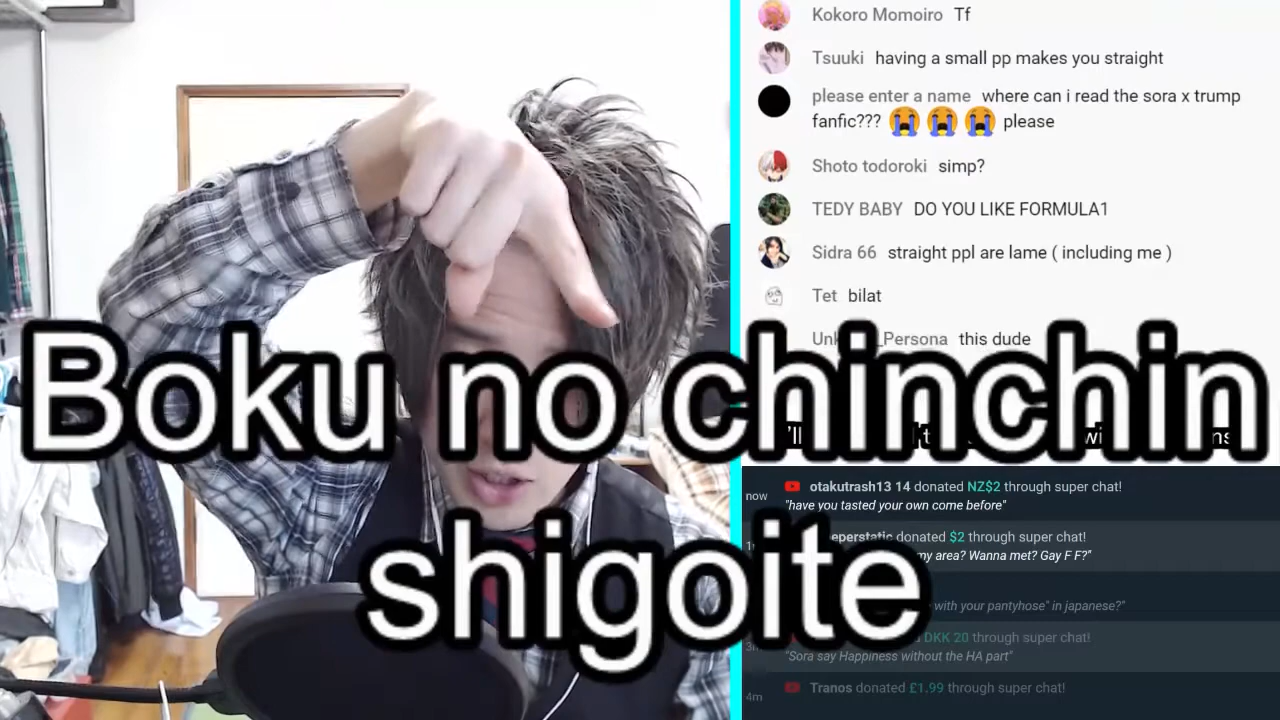 Kokoro Momoiro Tf
Tsuuki having a small pp makes you straight
please enter a name where can i read the sora x trump
fanfic??? 😭 😭 😭 please
Shoto todoroki simp?
TEDY BABY DO YOU LIKE FORMULA1
Sidra 66 straight ppl are lame ( including me )
Tet bilat
Persona this dude
Boku no chinchin
shigoite
now otakutrash13 14 donated NZ$2 through super chat!
"have you tasted your own come before"
donated $2 through super chat!
my area? Wanna met? Gay F F?"
with your pantyhose" in japanese?"
DKK 20 through super chat!
"Sora say Happiness without the HA part"
4m Tranos donated £1.99 through super chat!